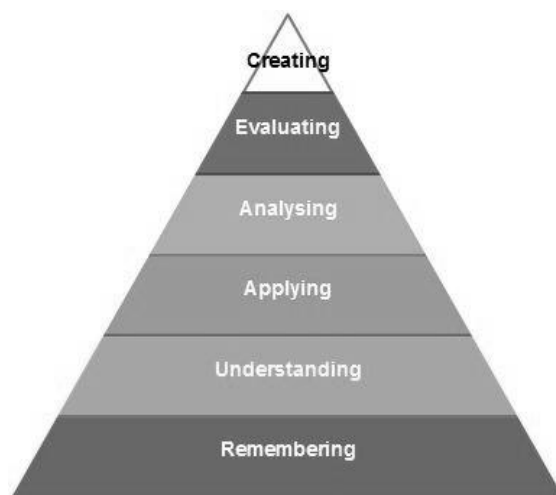 Creating
Evaluating
Analysing
Applying
Understanding
Remembering